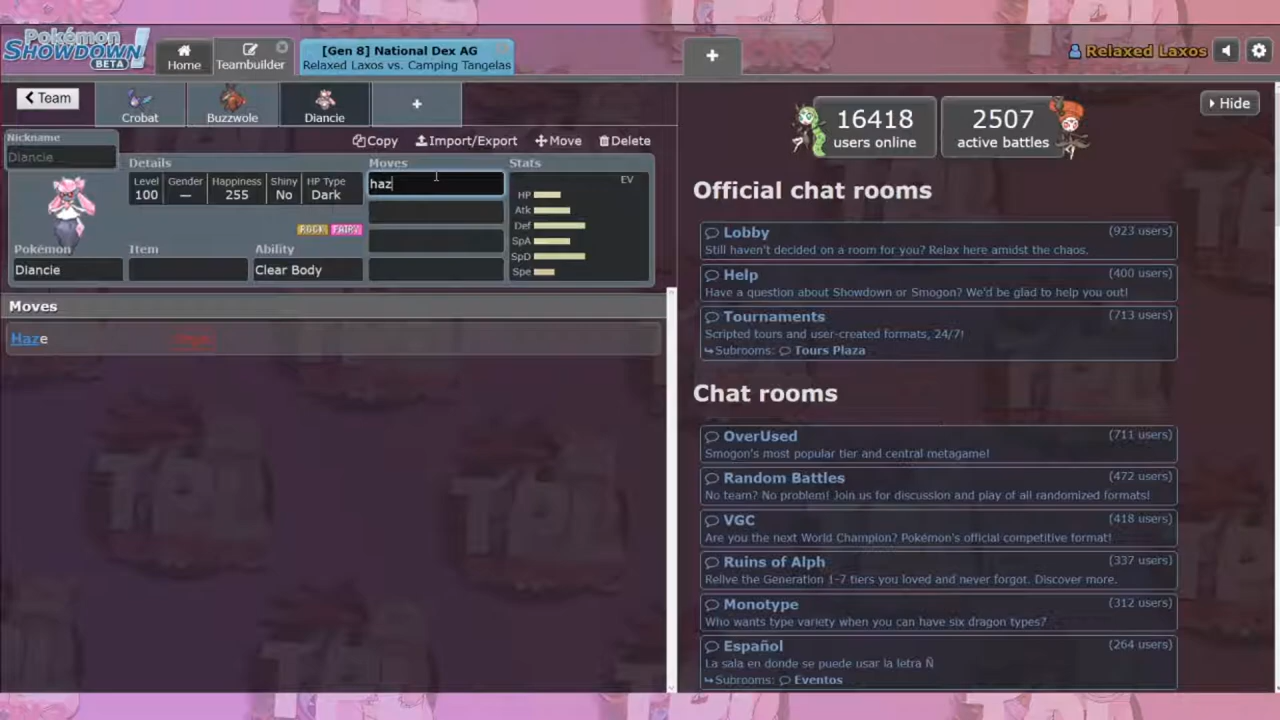 Pokémon
SHOWDOWN!
BETA
Home
Teambuilder
[Gen 8] National Dex AG
Relaxed Laxos vs. Camping Tangelas
+
Relaxed Laxos
Team
Crobat
Buzzwole
Diancie
+
Hide
Copy
Import/Export
Move
Delete
Nickname
Diancie
Details
Level
100
Gender
—
Happiness
255
Shiny
No
HP Type
Dark
ROCK FAIRY
Pokémon
Diancie
Item
Ability
Clear Body
Moves
haz
Stats
EV
HP
Atk
Def
SpA
SpD
Spe
Moves
Haze
Illegal
16418
users online
2507
active battles
Official chat rooms
Lobby (923 users)
Still haven't decided on a room for you? Relax here amidst the chaos.
Help (400 users)
Have a question about Showdown or Smogon? We'd be glad to help you out!
Tournaments (713 users)
Scripted tours and user-created formats, 24/7!
↳Subrooms: Tours Plaza
Chat rooms
OverUsed (711 users)
Smogon's most popular tier and central metagame!
Random Battles (472 users)
No team? No problem! Join us for discussion and play of all randomized formats!
VGC (418 users)
Are you the next World Champion? Pokémon's official competitive format!
Ruins of Alph (337 users)
Relive the Generation 1-7 tiers you loved and never forgot. Discover more.
Monotype (312 users)
Who wants type variety when you can have six dragon types?
Español (264 users)
La sala en donde se puede usar la letra Ñ
↳Subrooms: Eventos